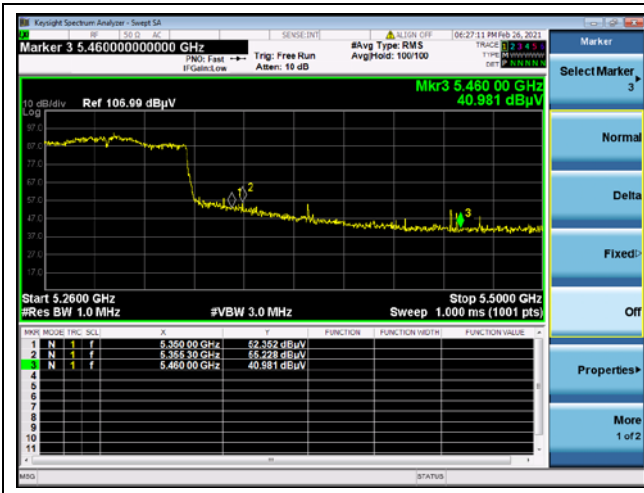 Keysight Spectrum Analyzer - Swept SA
RF 50 Ω AC SENSE:INT ALIGN OFF 06:27:11 PM Feb 26, 2021
Marker 3 5.460000000000 GHz #Avg Type: RMS TRACE 1 2 3 4 5 6
PNO: Fast Trig: Free Run Avg|Hold: 100/100 TYPE M
IFGain:Low Atten: 10 dB DET P N N N N N
Mkr3 5.460 00 GHz
10 dB/div Ref 106.99 dBµV 40.981 dBµV
Log
97.0
87.0
77.0
67.0
57.0
47.0
37.0
27.0
17.0
1
2
3
Start 5.2600 GHz Stop 5.5000 GHz
#Res BW 1.0 MHz #VBW 3.0 MHz Sweep 1.000 ms (1001 pts)
MKR MODE TRC SCL X Y FUNCTION FUNCTION WIDTH FUNCTION VALUE
1 N 1 f 5.350 00 GHz 52.352 dBµV
2 N 1 f 5.355 30 GHz 55.228 dBµV
3 N 1 f 5.460 00 GHz 40.981 dBµV
4
5
6
7
8
9
10
11
MSG STATUS
Marker
Select Marker
3
Normal
Delta
Fixed
Off
Properties
More
1 of 2